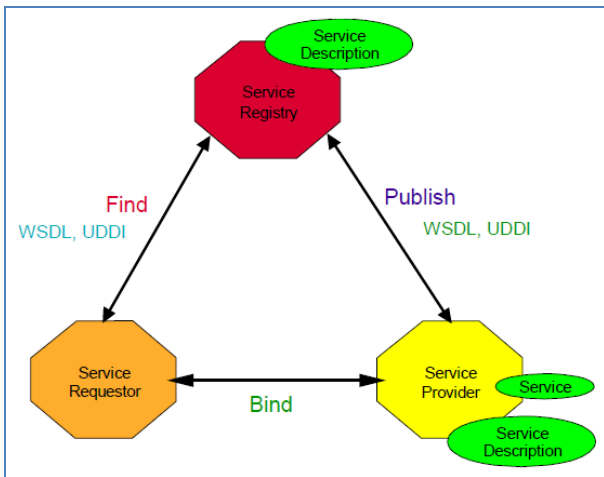 Service
Description
Service
Registry
Find
WSDL, UDDI
Publish
WSDL, UDDI
Service
Requestor
Bind
Service
Provider
Service
Service
Description